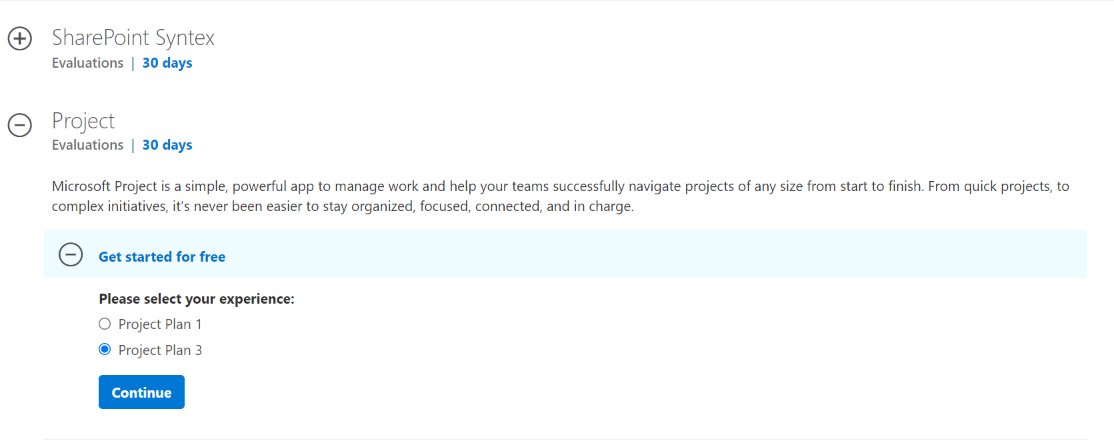 SharePoint Syntex
Evaluations | 30 days
Project
Evaluations | 30 days
Microsoft Project is a simple, powerful app to manage work and help your teams successfully navigate projects of any size from start to finish. From quick projects, to
complex initiatives, it’s never been easier to stay organized, focused, connected, and in charge.
Get started for free
Please select your experience:
Project Plan 1
Project Plan 3
Continue